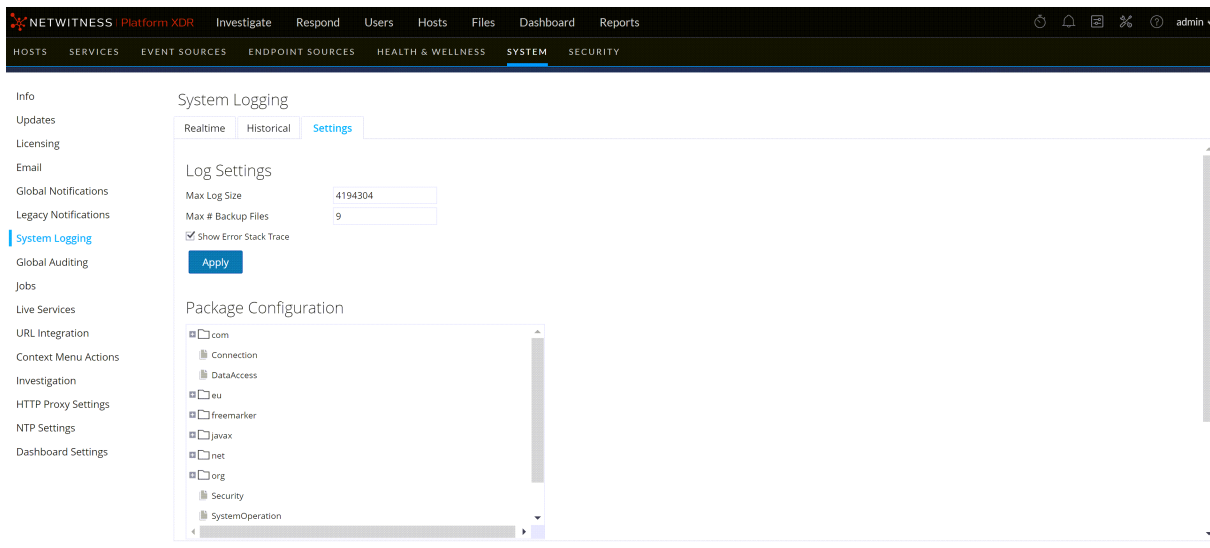 NETWITNESS | Platform XDR Investigate Respond Users Hosts Files Dashboard Reports admin
HOSTS SERVICES EVENT SOURCES ENDPOINT SOURCES HEALTH & WELLNESS SYSTEM SECURITY
Info
Updates
Licensing
Email
Global Notifications
Legacy Notifications
System Logging
Global Auditing
Jobs
Live Services
URL Integration
Context Menu Actions
Investigation
HTTP Proxy Settings
NTP Settings
Dashboard Settings
System Logging
Realtime Historical Settings
Log Settings
Max Log Size 4194304
Max # Backup Files 9
Show Error Stack Trace
Apply
Package Configuration
com
Connection
DataAccess
eu
freemarker
javax
net
org
Security
SystemOperation